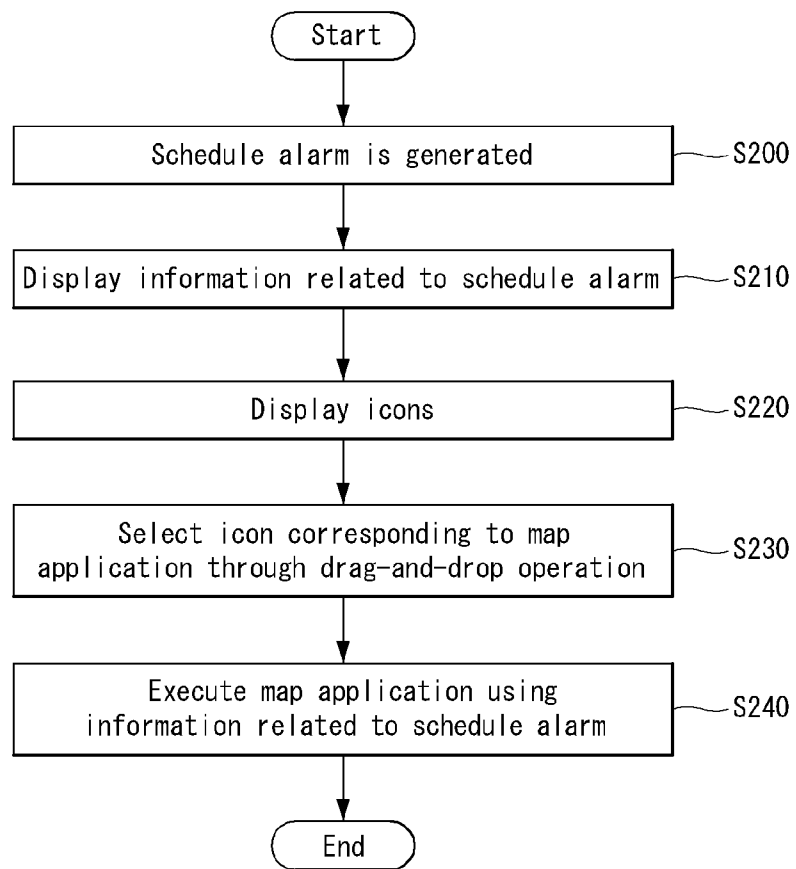 Start
Schedule alarm is generated
S200
Display information related to schedule alarm
S210
Display icons
S220
Select icon corresponding to map
application through drag-and-drop operation
S230
Execute map application using
information related to schedule alarm
S240
End